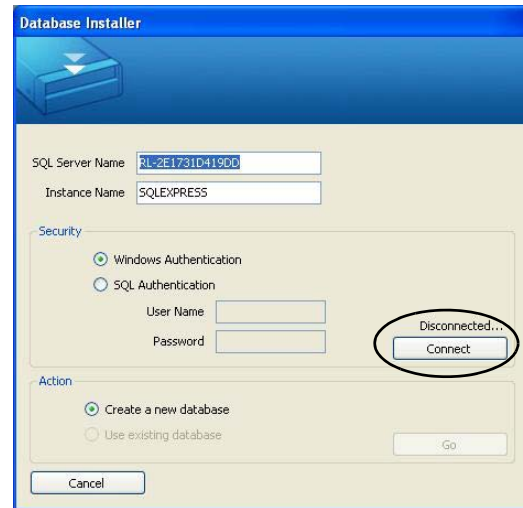 Database Installer
SQL Server Name RL-2E1731D419DD
Instance Name SQLEXPRESS
Security
Windows Authentication
SQL Authentication
User Name
Password
Disconnected...
Connect
Action
Create a new database
Use existing database
Go
Cancel